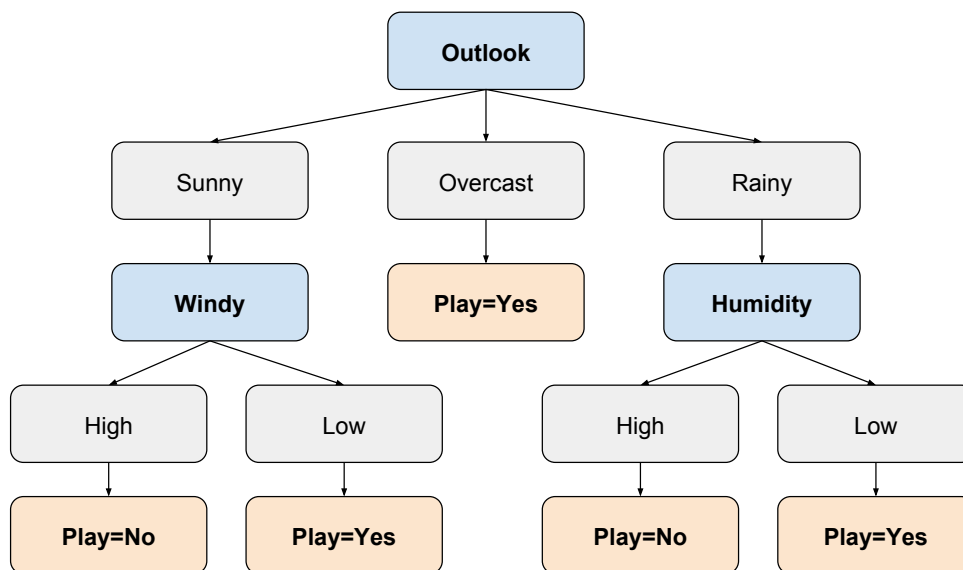 Outlook
Sunny
Overcast
Rainy
Windy
Play=Yes
Humidity
High
Low
High
Low
Play=No
Play=Yes
Play=No
Play=Yes